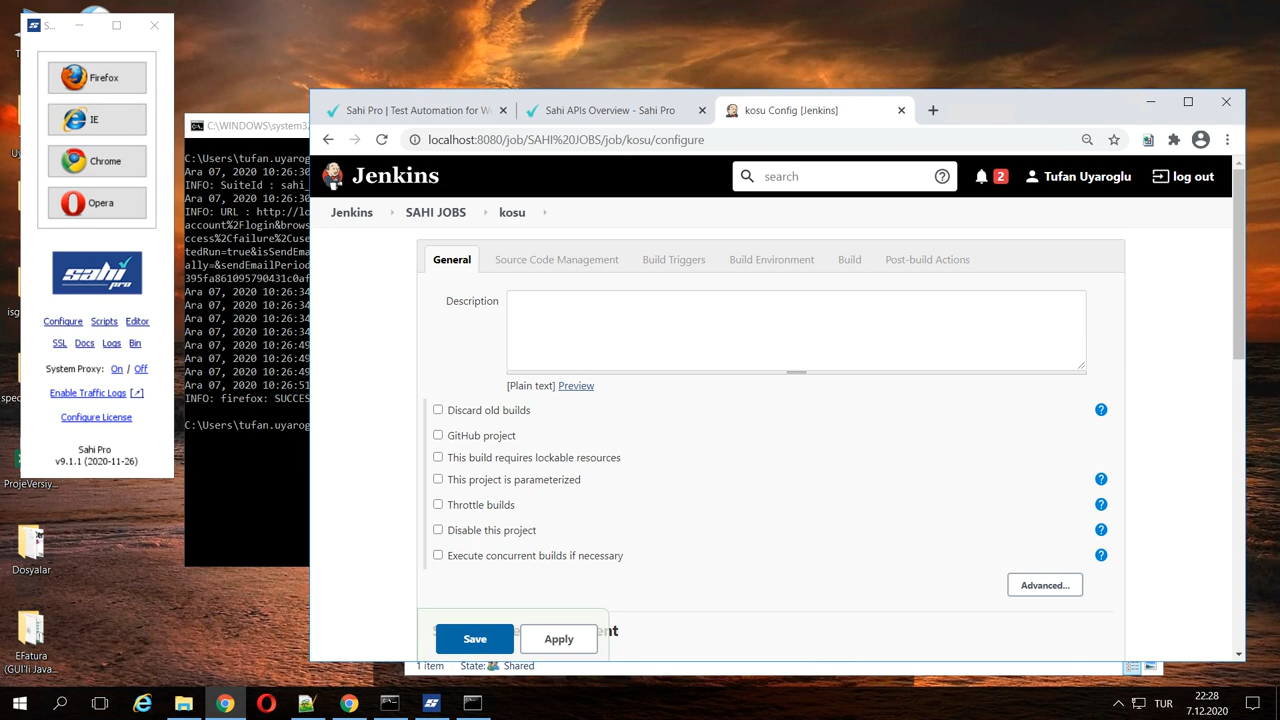 S...
Firefox
IE
Chrome
Opera
sahi
pro
Configure Scripts Editor
SSL Docs Logs Bin
System Proxy: On / Off
Enable Traffic Logs [↗]
Configure License
Sahi Pro
v9.1.1 (2020-11-26)
ProjeVersiy...
Dosyalar
EFatura
(GUI'li Java...
C:\WINDOWS\system32
C:\Users\tufan.uyarog
Ara 07, 2020 10:26:30
INFO: SuiteId : sahi_
Ara 07, 2020 10:26:30
INFO: URL : http://lo
account%2Flogin&brows
ccess%2Cfailure%2Cuse
tedRun=true&isSendEma
ally=&sendEmailPeriod
395fa861095790431c0af
Ara 07, 2020 10:26:34
Ara 07, 2020 10:26:34
Ara 07, 2020 10:26:34
Ara 07, 2020 10:26:34
Ara 07, 2020 10:26:49
Ara 07, 2020 10:26:49
Ara 07, 2020 10:26:49
Ara 07, 2020 10:26:51
INFO: firefox: SUCCES
C:\Users\tufan.uyarog
Sahi Pro | Test Automation for W
Sahi APIs Overview - Sahi Pro
kosu Config [Jenkins]
localhost:8080/job/SAHI%20JOBS/job/kosu/configure
Jenkins
search
2
Tufan Uyaroglu
log out
Jenkins SAHI JOBS kosu
General Source Code Management Build Triggers Build Environment Build Post-build Actions
Description
[Plain text] Preview
Discard old builds
GitHub project
This build requires lockable resources
This project is parameterized
Throttle builds
Disable this project
Execute concurrent builds if necessary
Advanced...
Save Apply
1 item State: Shared
TUR
22:28
7.12.2020